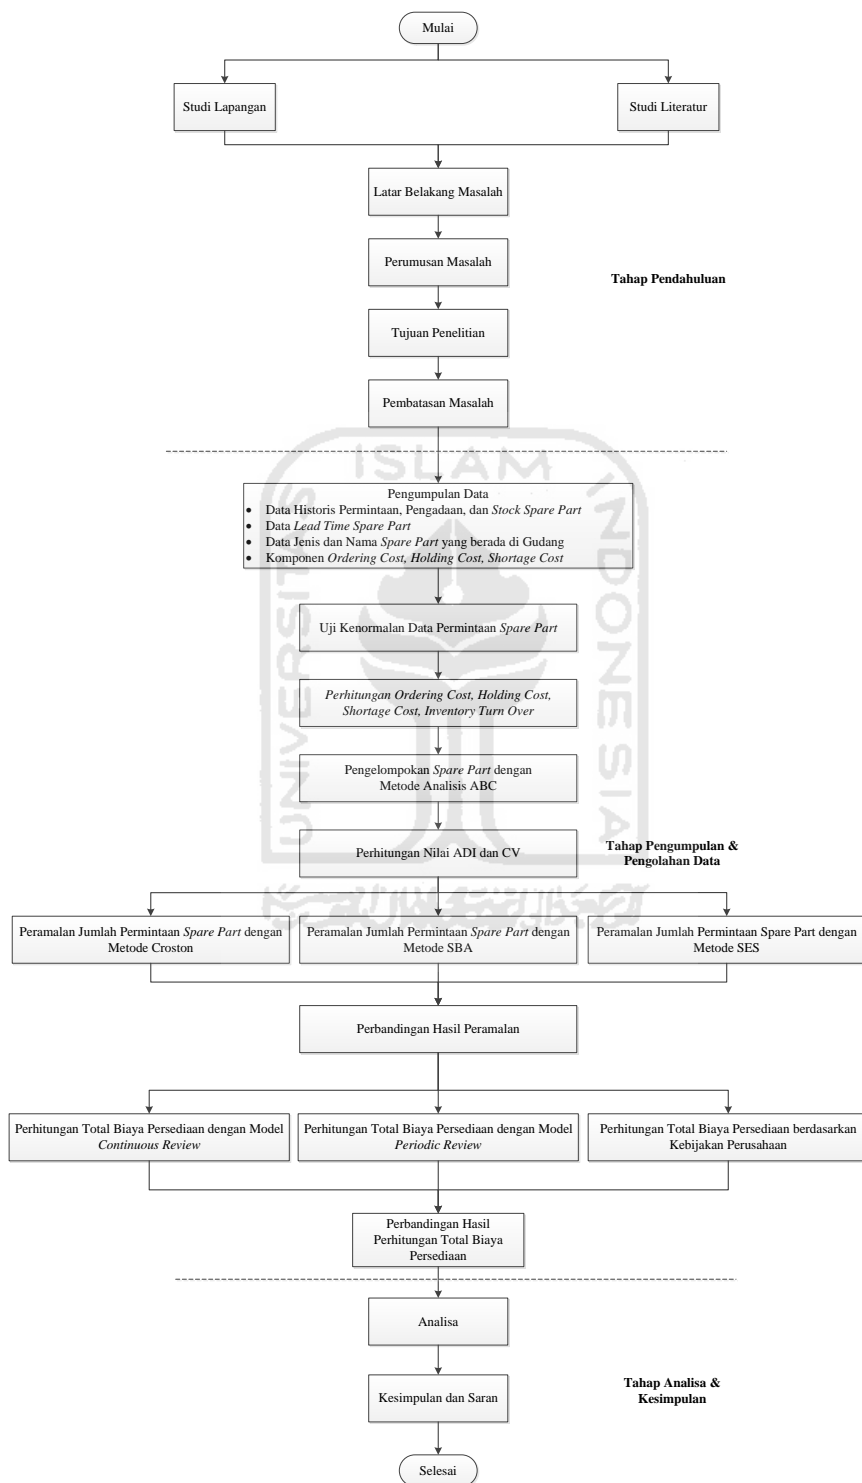 Mulai
Studi Lapangan
Studi Literatur
Latar Belakang Masalah
Perumusan Masalah
Tahap Pendahuluan
Tujuan Penelitian
Pembatasan Masalah
ISLAM
UNIVERSITAS
INDONESIA
Pengumpulan Data
• Data Historis Permintaan, Pengadaan, dan Stock Spare Part
• Data Lead Time Spare Part
• Data Jenis dan Nama Spare Part yang berada di Gudang
• Komponen Ordering Cost, Holding Cost, Shortage Cost
Uji Kenormalan Data Permintaan Spare Part
Perhitungan Ordering Cost, Holding Cost,
Shortage Cost, Inventory Turn Over
Pengelompokan Spare Part dengan
Metode Analisis ABC
Perhitungan Nilai ADI dan CV
Tahap Pengumpulan &
Pengolahan Data
Peramalan Jumlah Permintaan Spare Part dengan
Metode Croston
Peramalan Jumlah Permintaan Spare Part dengan
Metode SBA
Peramalan Jumlah Permintaan Spare Part dengan
Metode SES
Perbandingan Hasil Peramalan
Perhitungan Total Biaya Persediaan dengan Model
Continuous Review
Perhitungan Total Biaya Persediaan dengan Model
Periodic Review
Perhitungan Total Biaya Persediaan berdasarkan
Kebijakan Perusahaan
Perbandingan Hasil
Perhitungan Total Biaya
Persediaan
Analisa
Tahap Analisa &
Kesimpulan
Kesimpulan dan Saran
Selesai